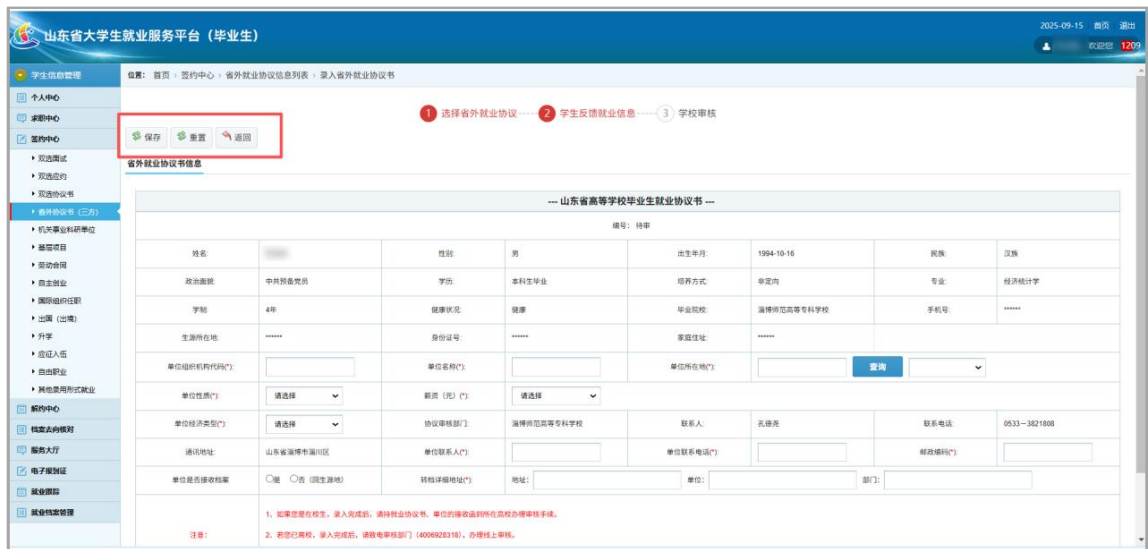 2025-09-15 首页 退出
山东省大学生就业服务平台（毕业生）
欢迎您 1209
学生信息管理
位置： 首页 › 签约中心 › 省外就业协议信息列表 › 录入省外就业协议书
个人中心
求职中心
签约中心
双选面试
双选应约
双选协议书
省外协议书（三方）
机关事业科研单位
基层项目
劳动合同
自主创业
国际组织任职
出国（出境）
升学
应征入伍
自由职业
其他录用形式就业
解约中心
档案去向核对
服务大厅
电子报到证
就业跟踪
就业档案管理
1 选择省外就业协议 2 学生反馈就业信息 3 学校审核
保存 重置 返回
省外就业协议书信息
--- 山东省高等学校毕业生就业协议书 ---
编号： 待审
姓名: 性别: 男 出生年月: 1994-10-16 民族: 汉族
政治面貌: 中共预备党员 学历: 本科生毕业 培养方式: 非定向 专业: 经济统计学
学制: 4年 健康状况: 健康 毕业院校: 淄博师范高等专科学校 手机号: ******
生源所在地: ****** 身份证号: ****** 家庭住址: ******
单位组织机构代码(*): 单位名称(*): 单位所在地(*): 查询
单位性质(*): 请选择 薪资（元）(*): 请选择
单位经济类型(*): 请选择 协议审核部门: 淄博师范高等专科学校 联系人: 孔德尧 联系电话: 0533－3821808
通讯地址: 山东省淄博市淄川区 单位联系人(*): 单位联系电话(*): 邮政编码(*):
单位是否接收档案 是 否（回生源地） 转档详细地址(*): 地址： 单位： 部门：
注意：
1、如果您是在校生，录入完成后，请持就业协议书、单位的接收函到所在高校办理审核手续。
2、若您已离校，录入完成后，请致电审核部门（4006928318），办理线上审核。